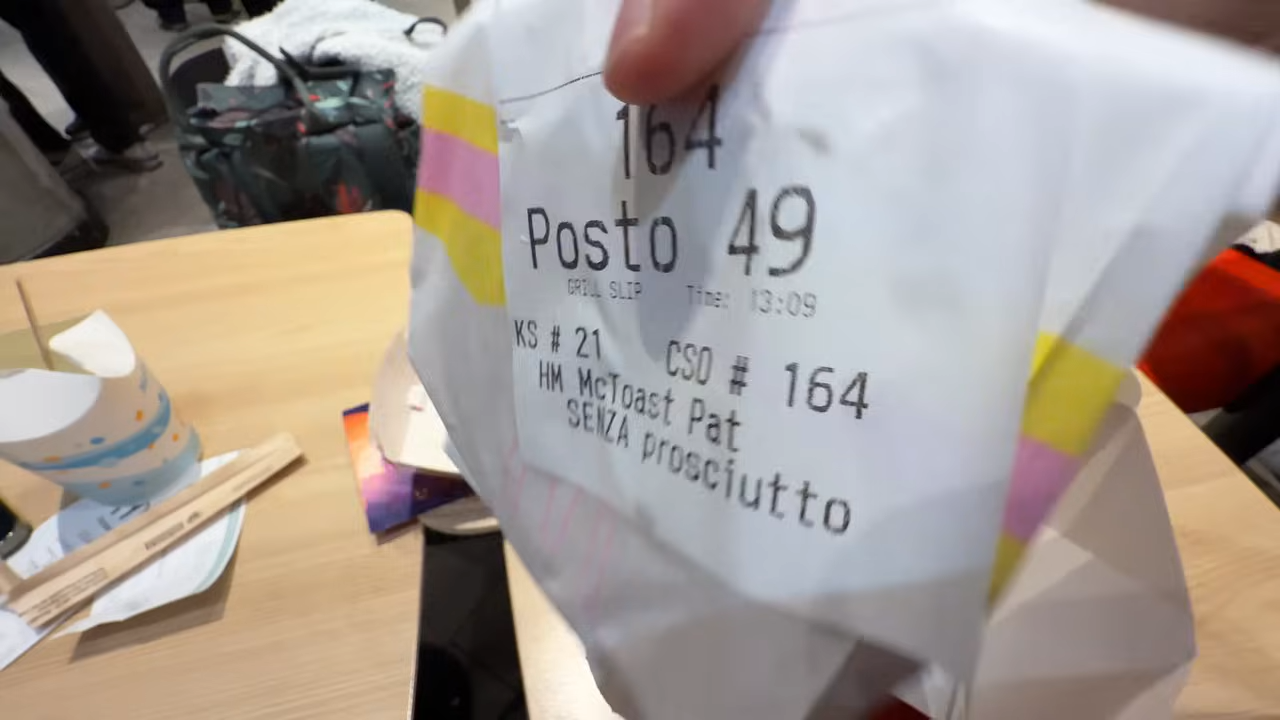 164
Posto 49
GRILL SLIP Time: 13:09
KS # 21 CSO # 164
HM McToast Pat
SENZA prosciutto